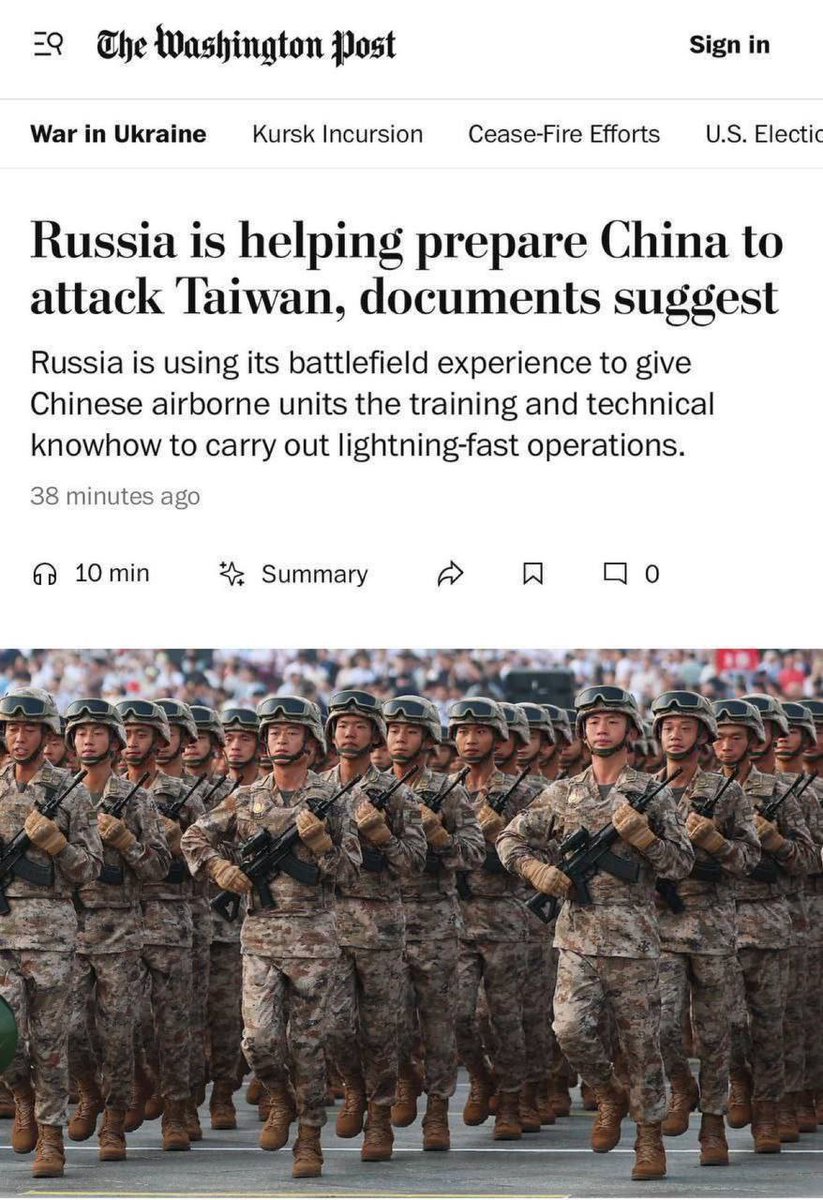 The Washington Post
Sign in
War in Ukraine Kursk Incursion Cease-Fire Efforts U.S. Electic
Russia is helping prepare China to
attack Taiwan, documents suggest
Russia is using its battlefield experience to give
Chinese airborne units the training and technical
knowhow to carry out lightning-fast operations.
38 minutes ago
10 min Summary 0